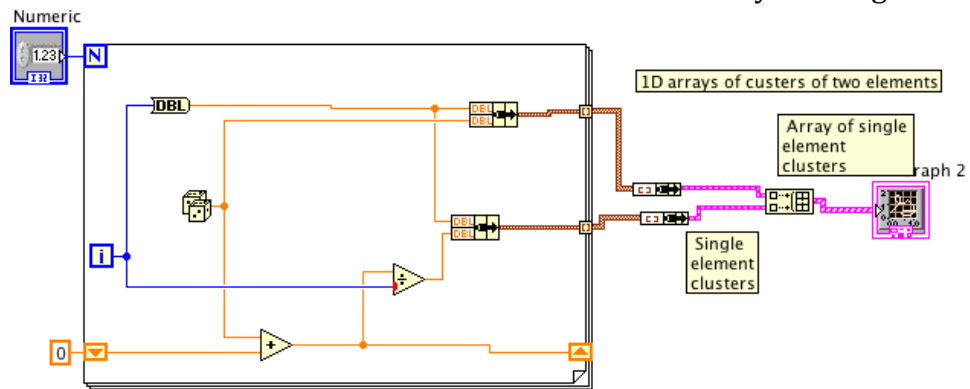 Numeric
1.23
I32
N
DBL
DBL
DBL
DBL
DBL
i
0
1D arrays of custers of two elements
Array of single
element
clusters
raph 2
Single
element
clusters